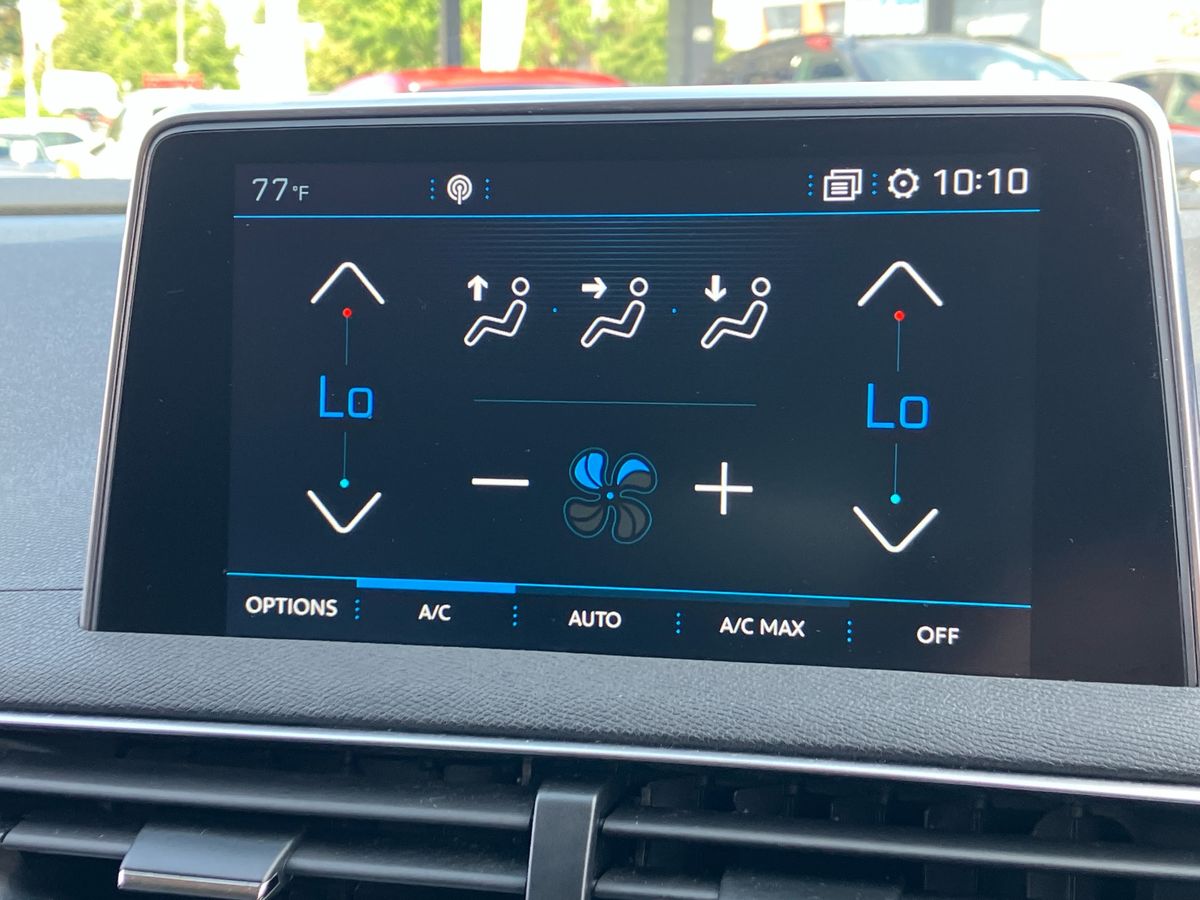 77°F 10:10
Lo Lo
OPTIONS A/C AUTO A/C MAX OFF